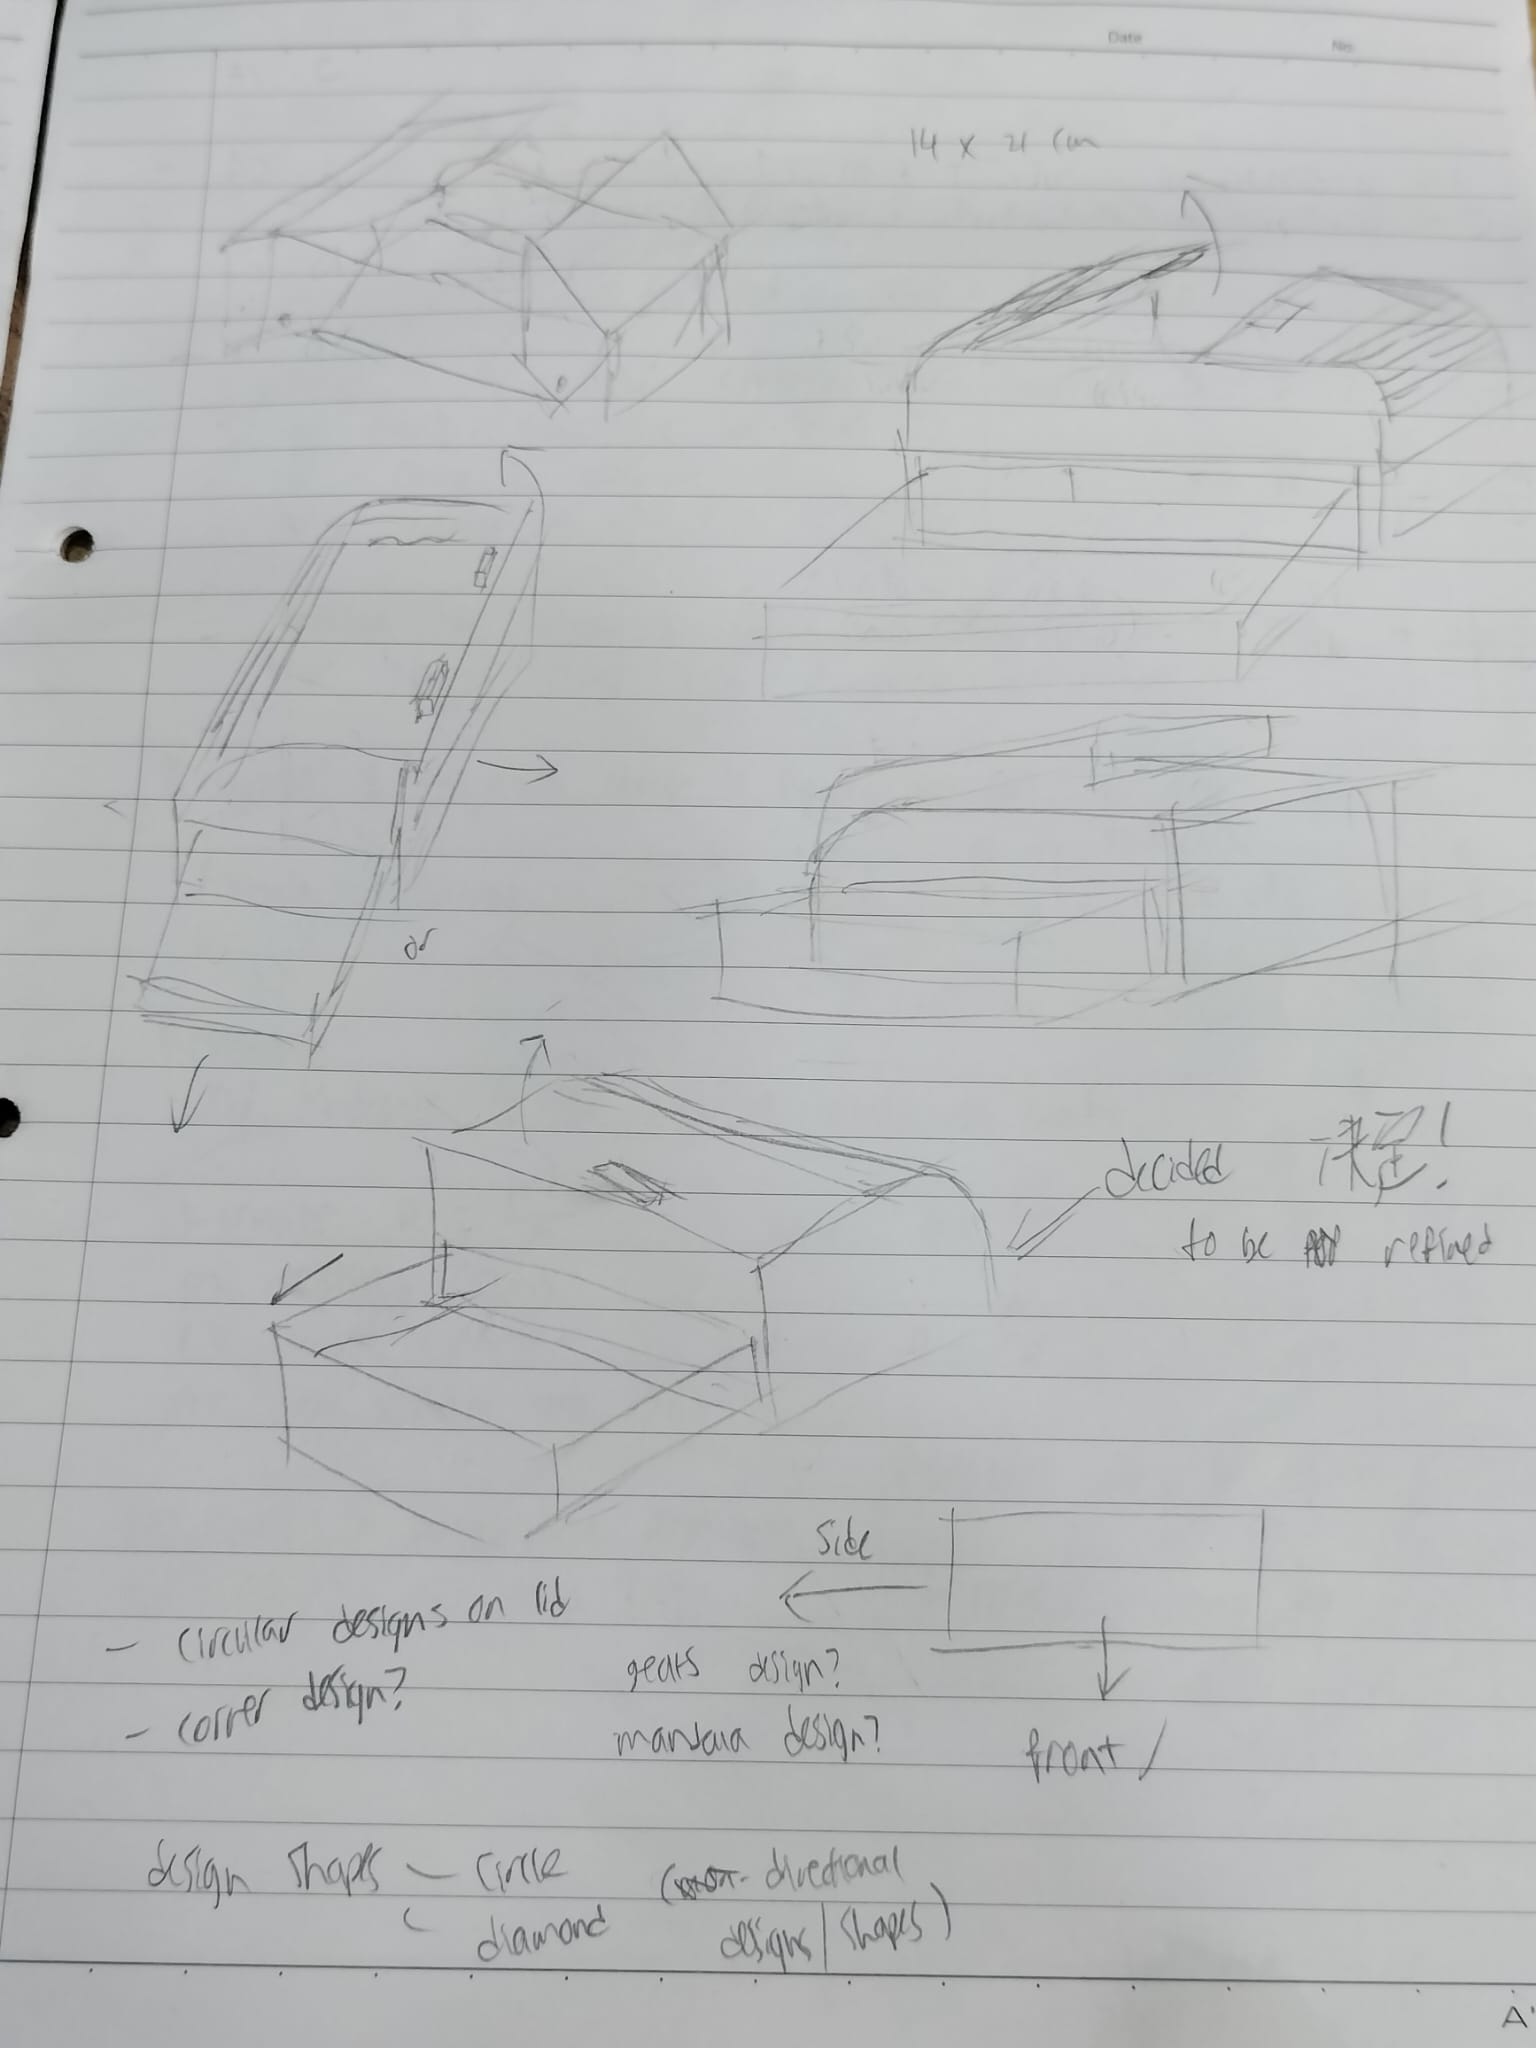 Date
No.
14 x 21 cm
or
decided 決定!
to be refined
side
- circular designs on lid
- corner design?
gears design?
mandala design?
front
design shapes - circle
diamond
directional
designs/shapes)